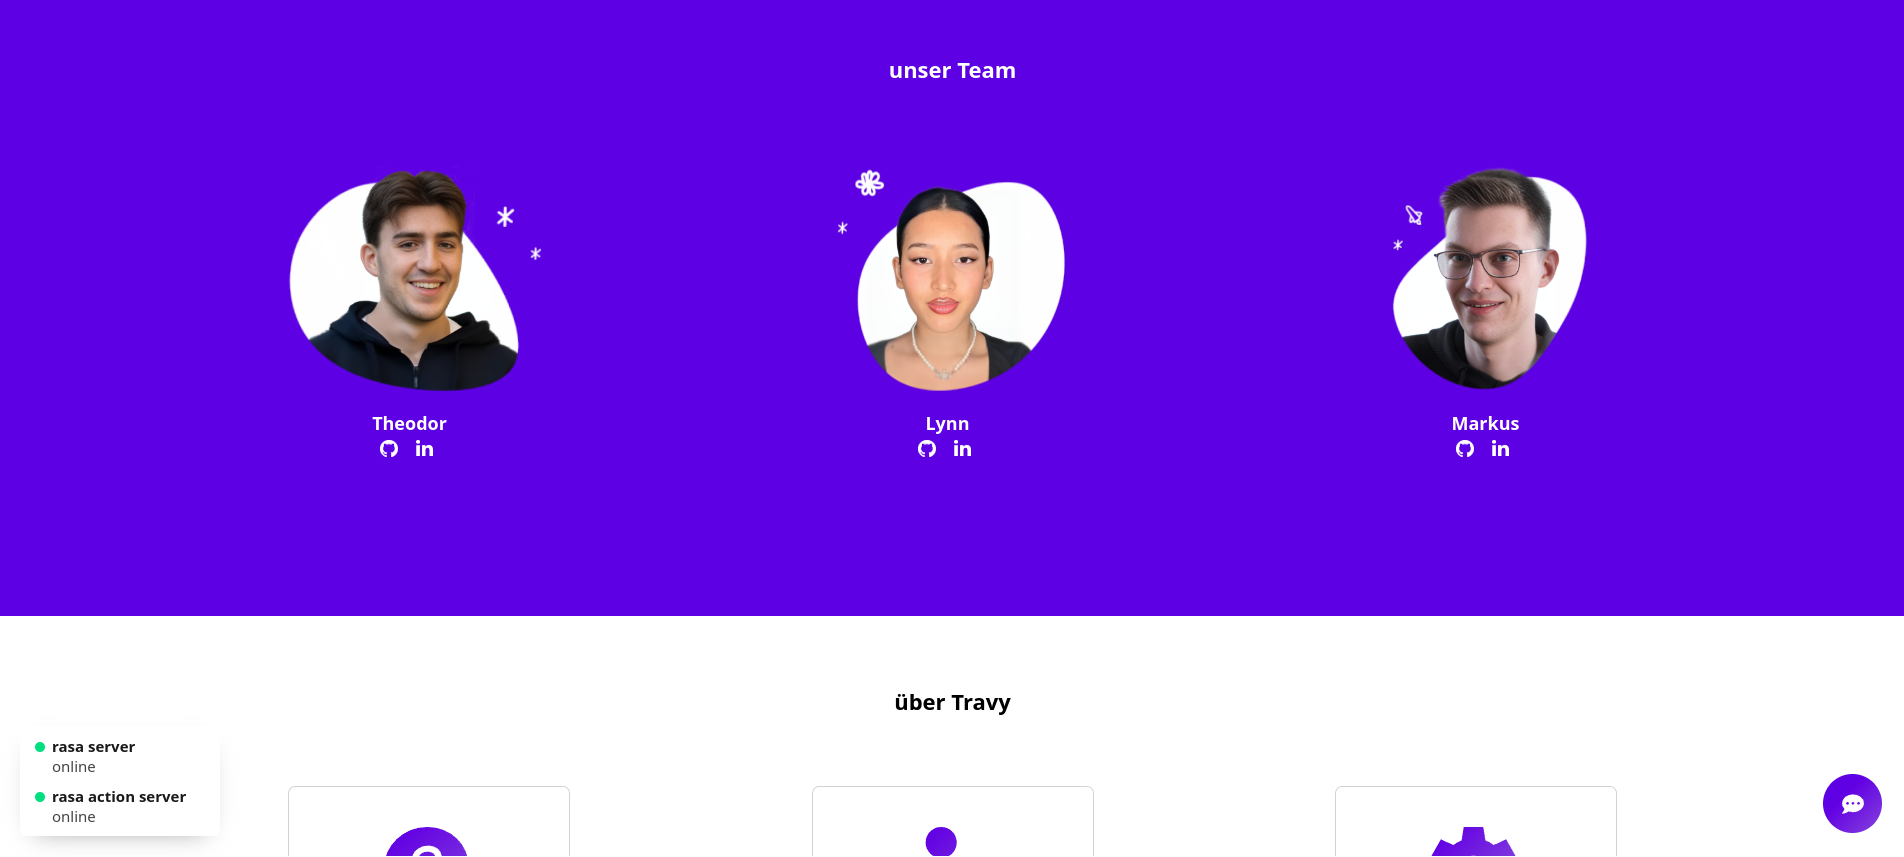 unser Team
Theodor
Lynn
Markus
in
in
in
über Travy
rasa server
online
rasa action server
online